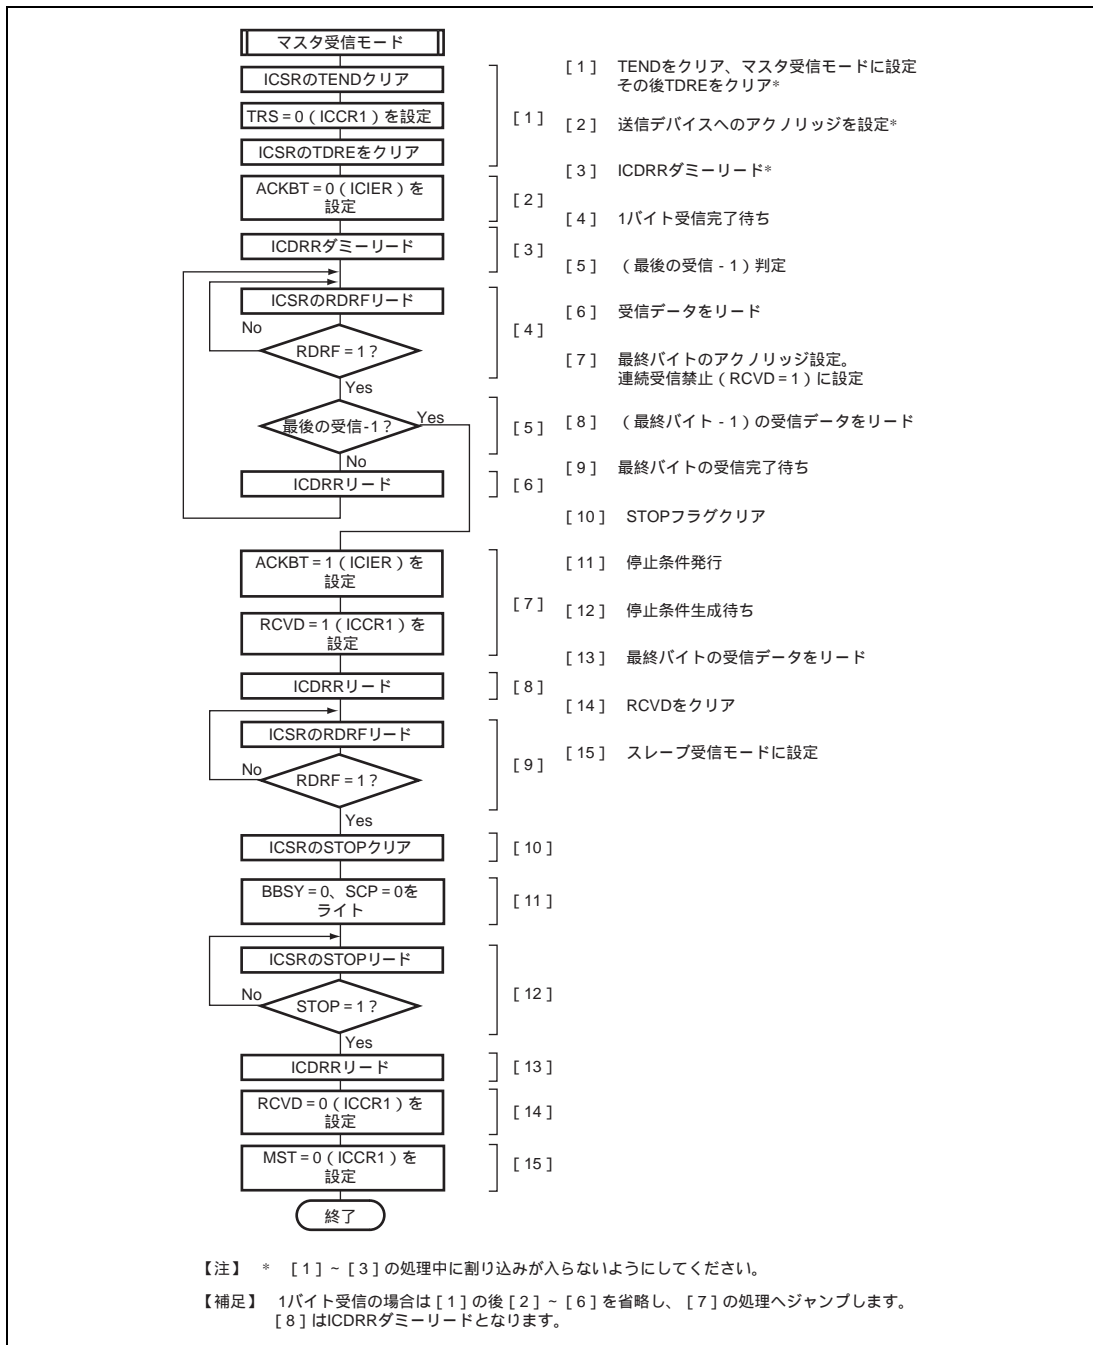 マスタ受信モード
ICSRのTENDクリア
TRS = 0 ( ICCR1 ) を設定
ICSRのTDREをクリア
[ 1 ]
ACKBT = 0 ( ICIER ) を
設定
[ 2 ]
ICDRRダミーリード
[ 3 ]
ICSRのRDRFリード
No
RDRF = 1 ?
[ 4 ]
Yes
最後の受信-1 ?
Yes
[ 5 ]
No
ICDRRリード
[ 6 ]
ACKBT = 1 ( ICIER ) を
設定
RCVD = 1 ( ICCR1 ) を
設定
[ 7 ]
ICDRRリード
[ 8 ]
ICSRのRDRFリード
No
RDRF = 1 ?
[ 9 ]
Yes
ICSRのSTOPクリア
[ 10 ]
BBSY = 0、SCP = 0を
ライト
[ 11 ]
ICSRのSTOPリード
No
STOP = 1 ?
[ 12 ]
Yes
ICDRRリード
[ 13 ]
RCVD = 0 ( ICCR1 ) を
設定
[ 14 ]
MST = 0 ( ICCR1 ) を
設定
[ 15 ]
終了
[ 1 ] TENDをクリア、マスタ受信モードに設定
その後TDREをクリア*
[ 2 ] 送信デバイスへのアクノリッジを設定*
[ 3 ] ICDRRダミーリード*
[ 4 ] 1バイト受信完了待ち
[ 5 ] ( 最後の受信 - 1 ) 判定
[ 6 ] 受信データをリード
[ 7 ] 最終バイトのアクノリッジ設定。
連続受信禁止 ( RCVD = 1 ) に設定
[ 8 ] ( 最終バイト - 1 ) の受信データをリード
[ 9 ] 最終バイトの受信完了待ち
[ 10 ] STOPフラグクリア
[ 11 ] 停止条件発行
[ 12 ] 停止条件生成待ち
[ 13 ] 最終バイトの受信データをリード
[ 14 ] RCVDをクリア
[ 15 ] スレーブ受信モードに設定
【注】 * [ 1 ] ~ [ 3 ] の処理中に割り込みが入らないようにしてください。
【補足】 1バイト受信の場合は [ 1 ] の後 [ 2 ] ~ [ 6 ] を省略し、 [ 7 ] の処理へジャンプします。
[ 8 ] はICDRRダミーリードとなります。